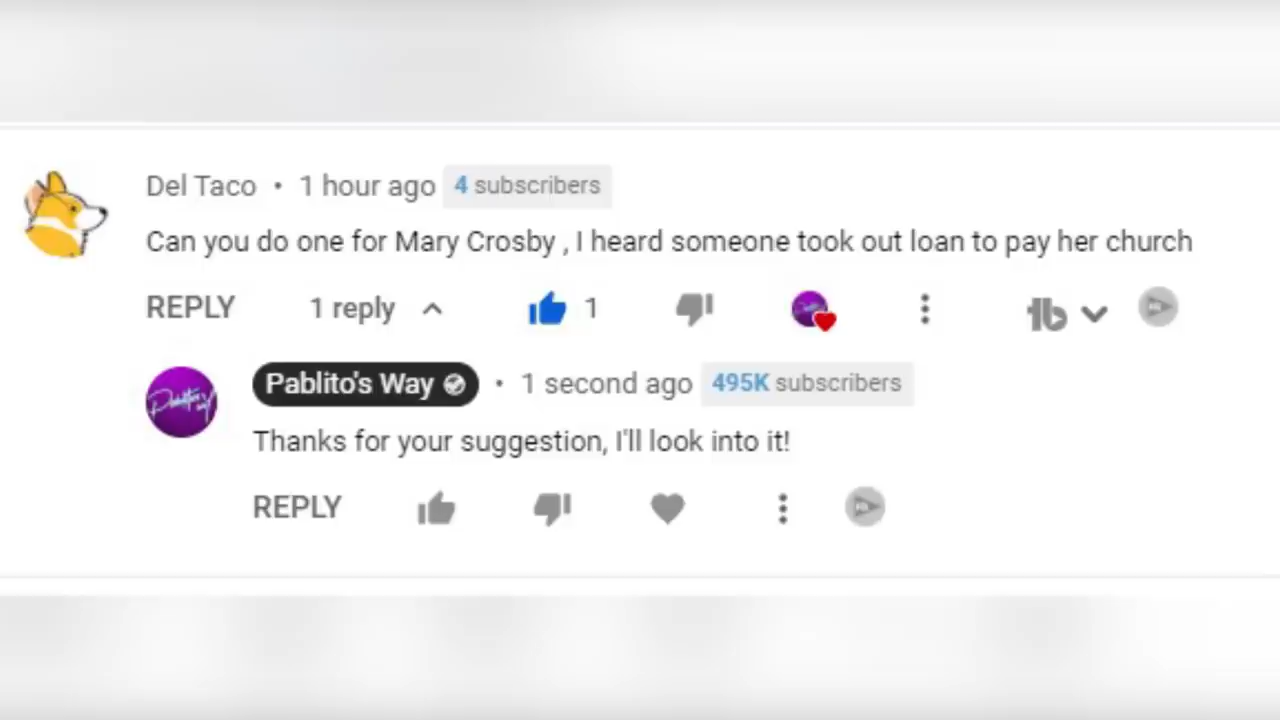 Del Taco • 1 hour ago 4 subscribers
Can you do one for Mary Crosby , I heard someone took out loan to pay her church
REPLY 1 reply 1
Pablito's Way • 1 second ago 495K subscribers
Thanks for your suggestion, I'll look into it!
REPLY